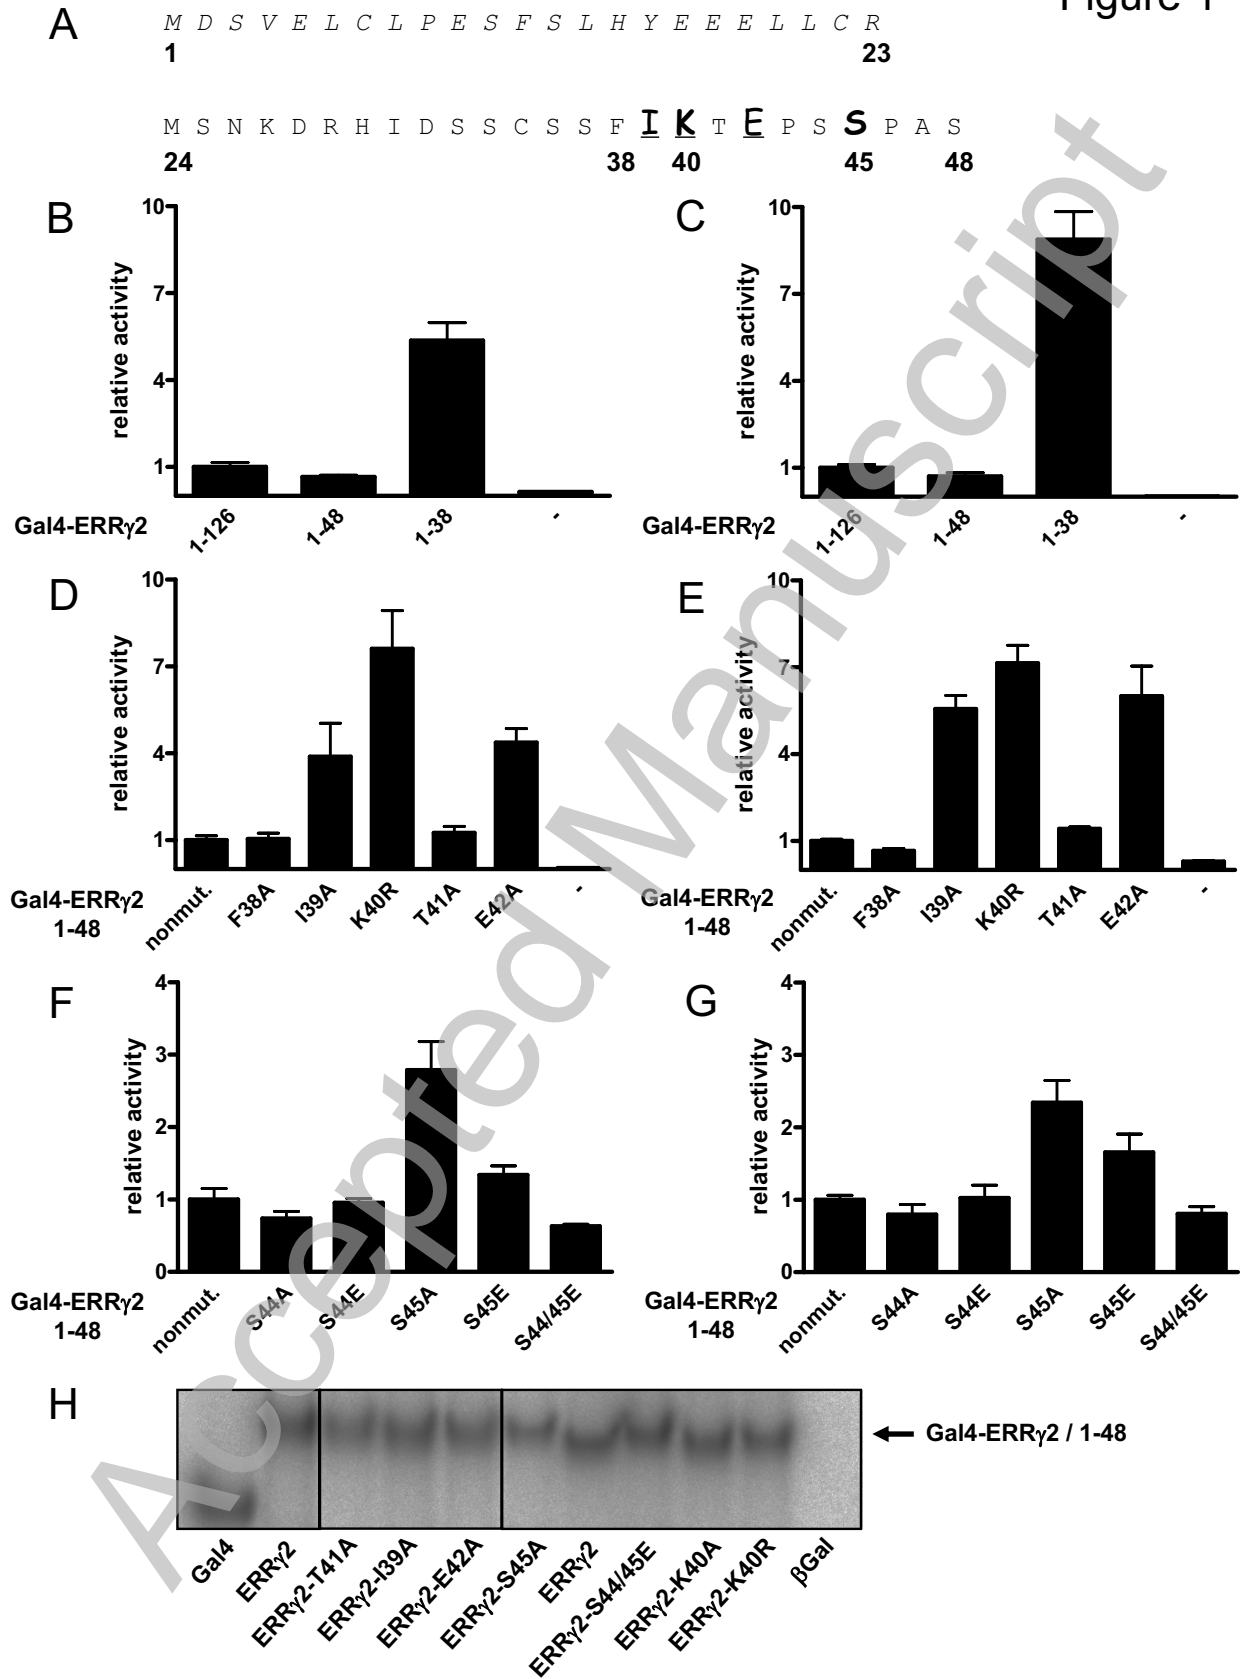 Figure 1
A
M D S V E L C L P E S F S L H Y E E E L L C R
1 23
M S N K D R H I D S S C S S F I K T E P S S P A S
24 38 40 45 48
B
relative activity
10
7
4
1
Gal4-ERRγ2
1-126 1-48 1-38 -
C
relative activity
10
7
4
1
Gal4-ERRγ2
1-126 1-48 1-38 -
D
relative activity
10
7
4
1
Gal4-ERRγ2
1-48
nonmut. F38A I39A K40R T41A E42A -
E
relative activity
10
7
4
1
Gal4-ERRγ2
1-48
nonmut. F38A I39A K40R T41A E42A -
F
relative activity
4
3
2
1
0
Gal4-ERRγ2
1-48
nonmut. S44A S44E S45A S45E S44/45E
G
relative activity
4
3
2
1
0
Gal4-ERRγ2
1-48
nonmut. S44A S44E S45A S45E S44/45E
H
Gal4-ERRγ2 / 1-48
Gal4 ERRγ2 ERRγ2-T41A ERRγ2-I39A ERRγ2-E42A ERRγ2-S45A ERRγ2 ERRγ2-S44/45E ERRγ2-K40A ERRγ2-K40R βGal
Accepted Manuscript